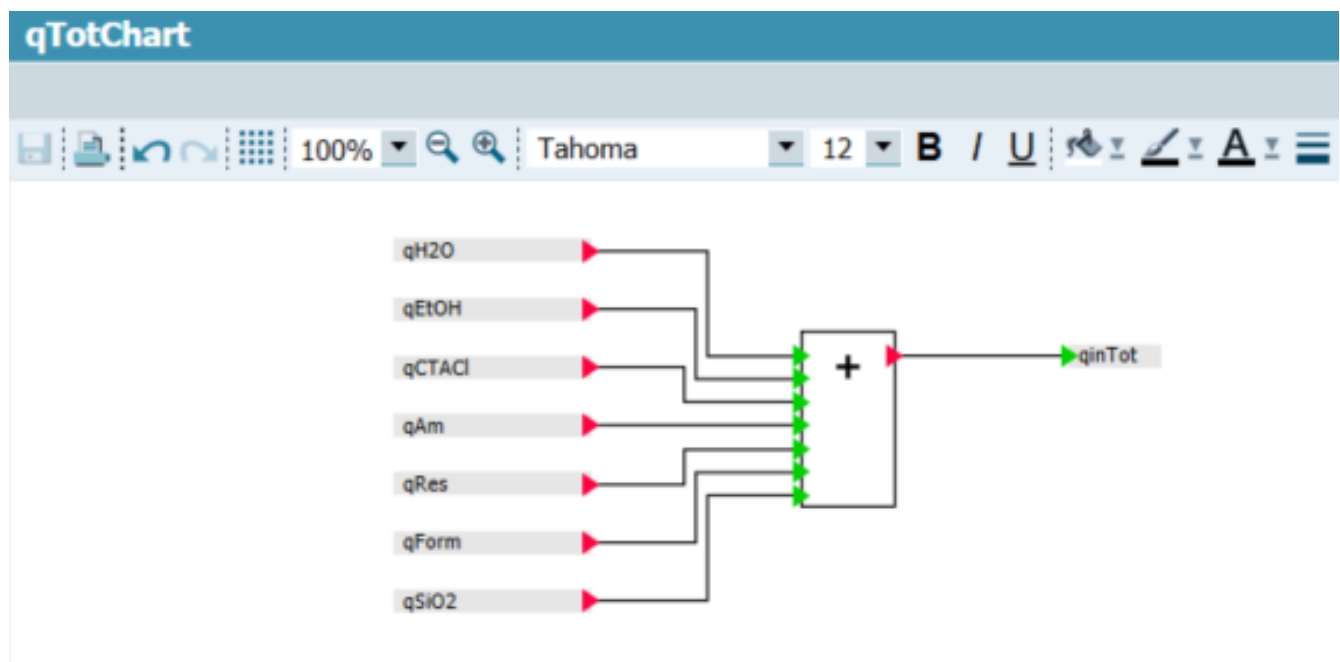 qTotChart
100% Tahoma 12 B I U A
qH2O
qEtOH
qCTACl
qAm
qRes
qForm
qSiO2
+
qinTot